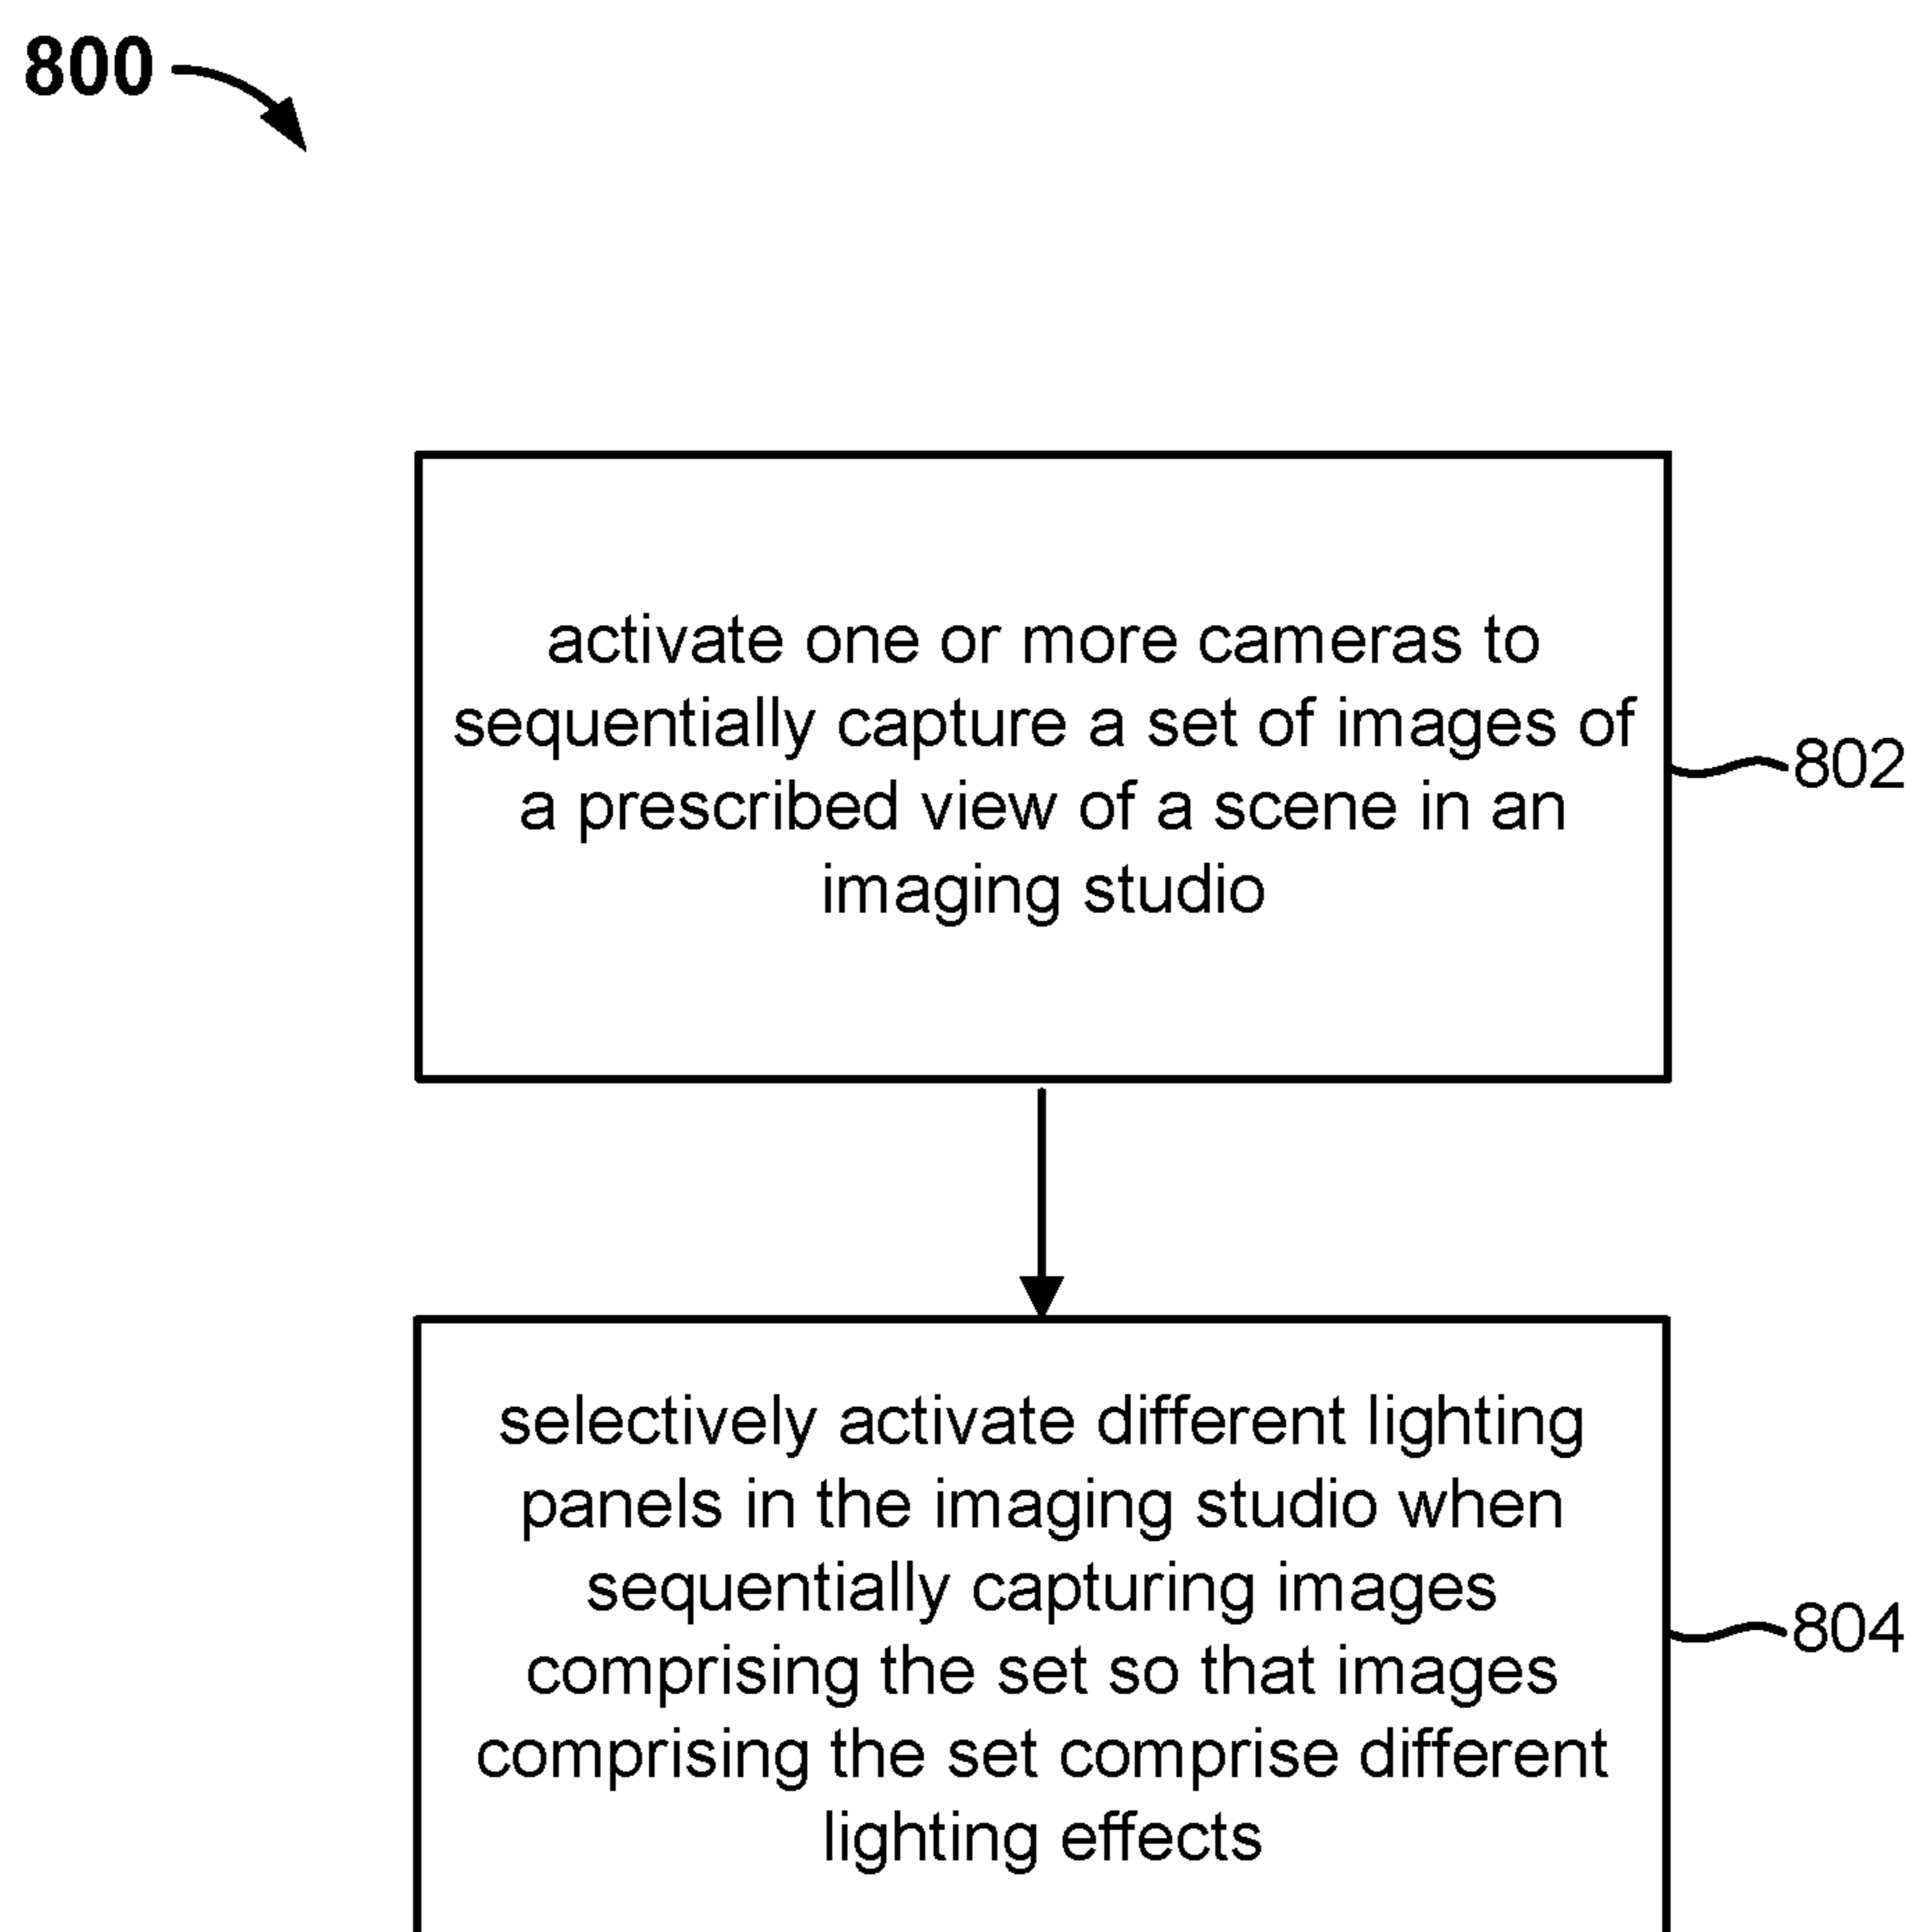 800
activate one or more cameras to
sequentially capture a set of images of
a prescribed view of a scene in an
imaging studio
802
selectively activate different lighting
panels in the imaging studio when
sequentially capturing images
comprising the set so that images
comprising the set comprise different
lighting effects
804